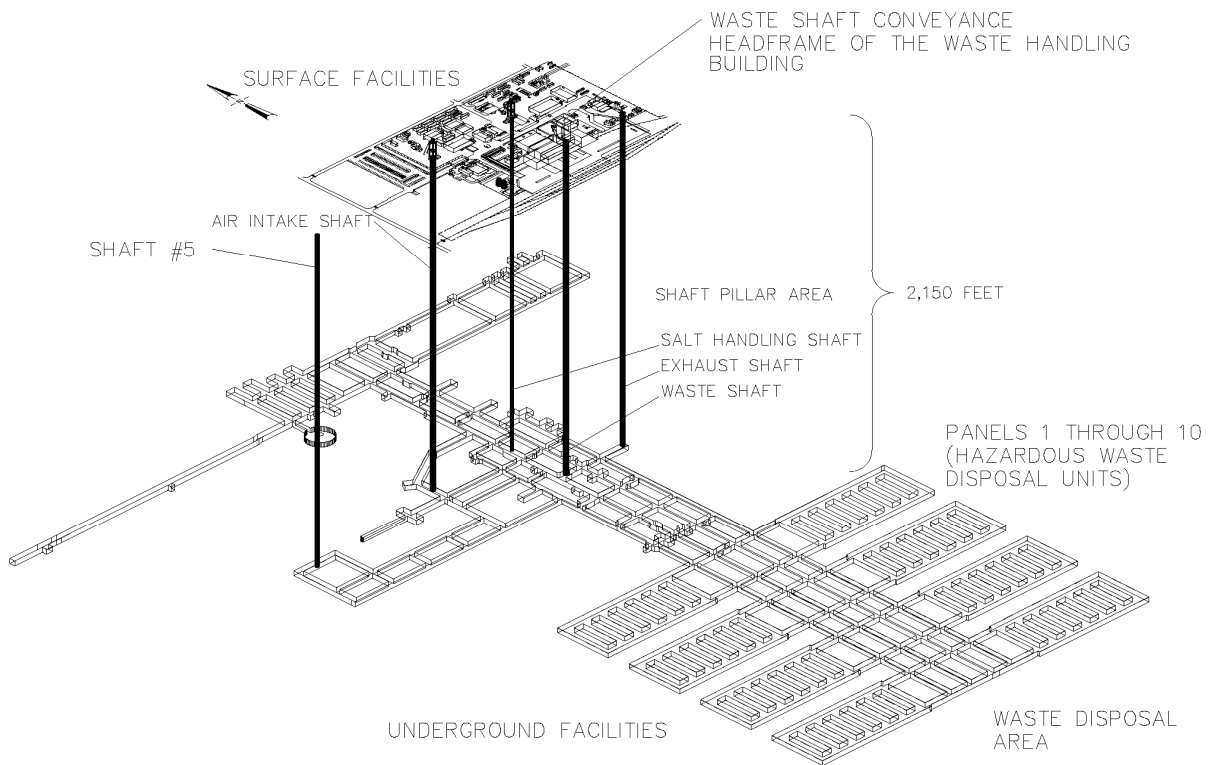 WASTE SHAFT CONVEYANCE
HEADFRAME OF THE WASTE HANDLING
BUILDING
SURFACE FACILITIES
AIR INTAKE SHAFT
SHAFT #5
SHAFT PILLAR AREA
2,150 FEET
SALT HANDLING SHAFT
EXHAUST SHAFT
WASTE SHAFT
PANELS 1 THROUGH 10
(HAZARDOUS WASTE
DISPOSAL UNITS)
UNDERGROUND FACILITIES
WASTE DISPOSAL
AREA